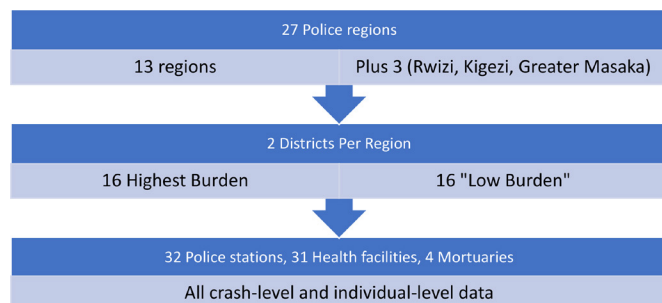 27 Police regions
13 regions
Plus 3 (Rwizi, Kigezi, Greater Masaka)
2 Districts Per Region
16 Highest Burden
16 "Low Burden"
32 Police stations, 31 Health facilities, 4 Mortuaries
All crash-level and individual-level data